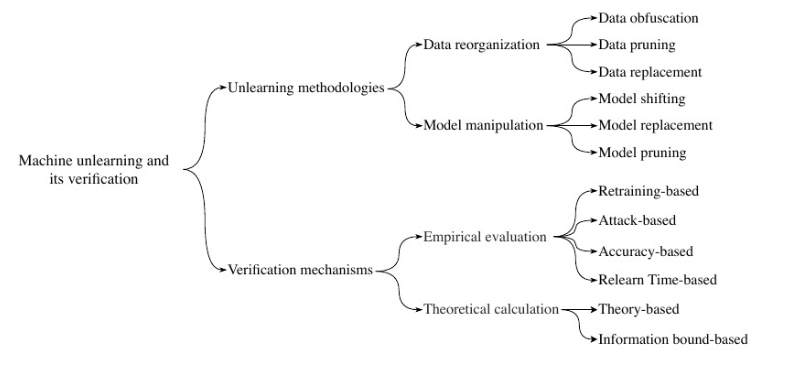 Machine unlearning and
its verification
Unlearning methodologies
Data reorganization
Data obfuscation
Data pruning
Data replacement
Model manipulation
Model shifting
Model replacement
Model pruning
Verification mechanisms
Empirical evaluation
Retraining-based
Attack-based
Accuracy-based
Relearn Time-based
Theoretical calculation
Theory-based
Information bound-based